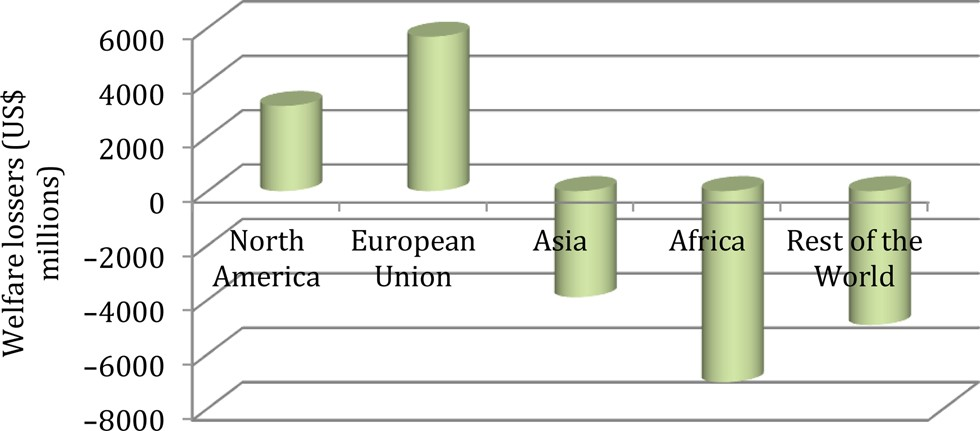 Welfare lossers (US$
millions)
6000
4000
2000
0
−2000
−4000
−6000
−8000
North
America
European
Union
Asia
Africa
Rest of the
World